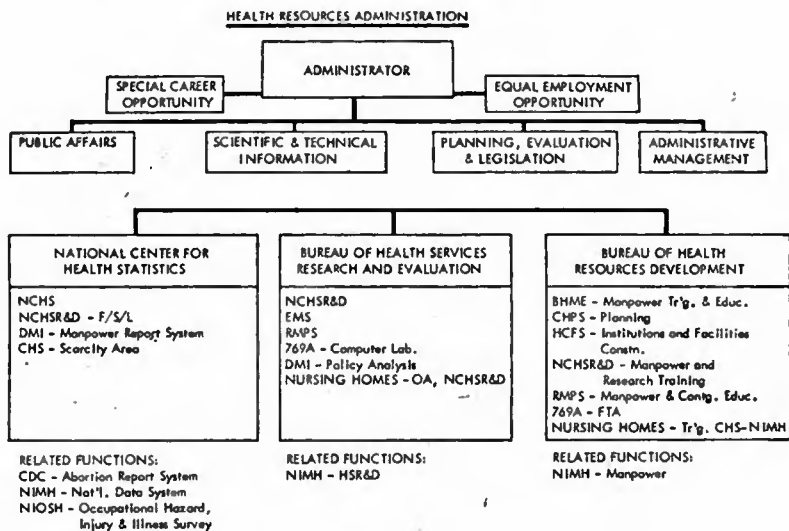 HEALTH RESOURCES ADMINISTRATION
ADMINISTRATOR
SPECIAL CAREER
OPPORTUNITY
EQUAL EMPLOYMENT
OPPORTUNITY
PUBLIC AFFAIRS
SCIENTIFIC & TECHNICAL
INFORMATION
PLANNING, EVALUATION
& LEGISLATION
ADMINISTRATIVE
MANAGEMENT
NATIONAL CENTER FOR
HEALTH STATISTICS
NCHS
NCHSR&D - F/S/L
DMI - Manpower Report System
CHS - Scarcity Area
RELATED FUNCTIONS:
CDC - Abortion Report System
NIMH - Nat'l. Data System
NIOSH - Occupational Hazard,
Injury & Illness Survey
BUREAU OF HEALTH SERVICES
RESEARCH AND EVALUATION
NCHSR&D
EMS
RMPS
769A - Computer Lab.
DMI - Policy Analysis
NURSING HOMES - OA, NCHSR&D
RELATED FUNCTIONS:
NIMH - HSR&D
BUREAU OF HEALTH
RESOURCES DEVELOPMENT
BHME - Manpower Tr'g. & Educ.
CHPS - Planning
HCFS - Institutions and Facilities
Constn.
NCHSR&D - Manpower and
Research Training
RMPS - Manpower & Contg. Educ.
769A - FTA
NURSING HOMES - Tr'g. CHS-NIMH
RELATED FUNCTIONS:
NIMH - Manpower